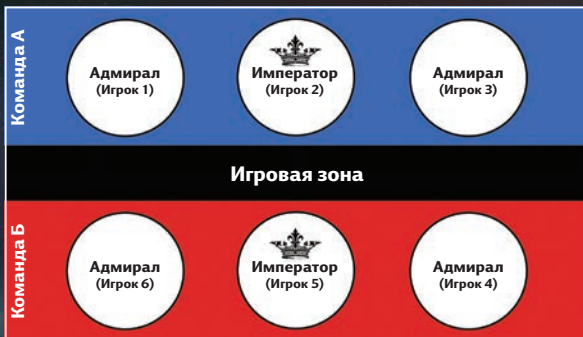 Команда А
Адмирал
(Игрок 1)
Император
(Игрок 2)
Адмирал
(Игрок 3)
Игровая зона
Команда Б
Адмирал
(Игрок 6)
Император
(Игрок 5)
Адмирал
(Игрок 4)